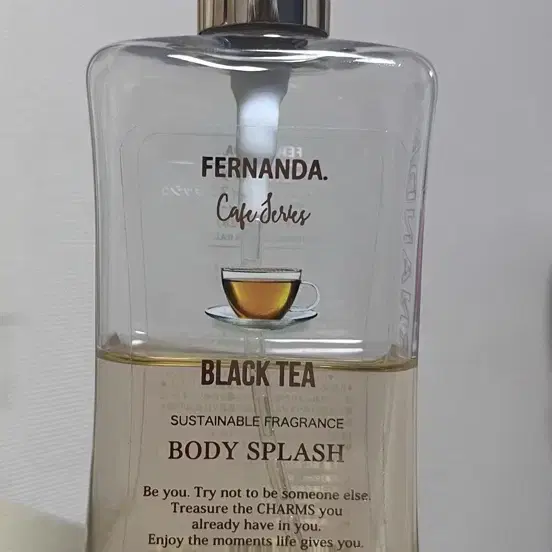 FERNANDA.
Cafe Series
BLACK TEA
SUSTAINABLE FRAGRANCE
BODY SPLASH
Be you. Try not to be someone else.
Treasure the CHARMS you
already have in you.
Enjoy the moments life gives you.